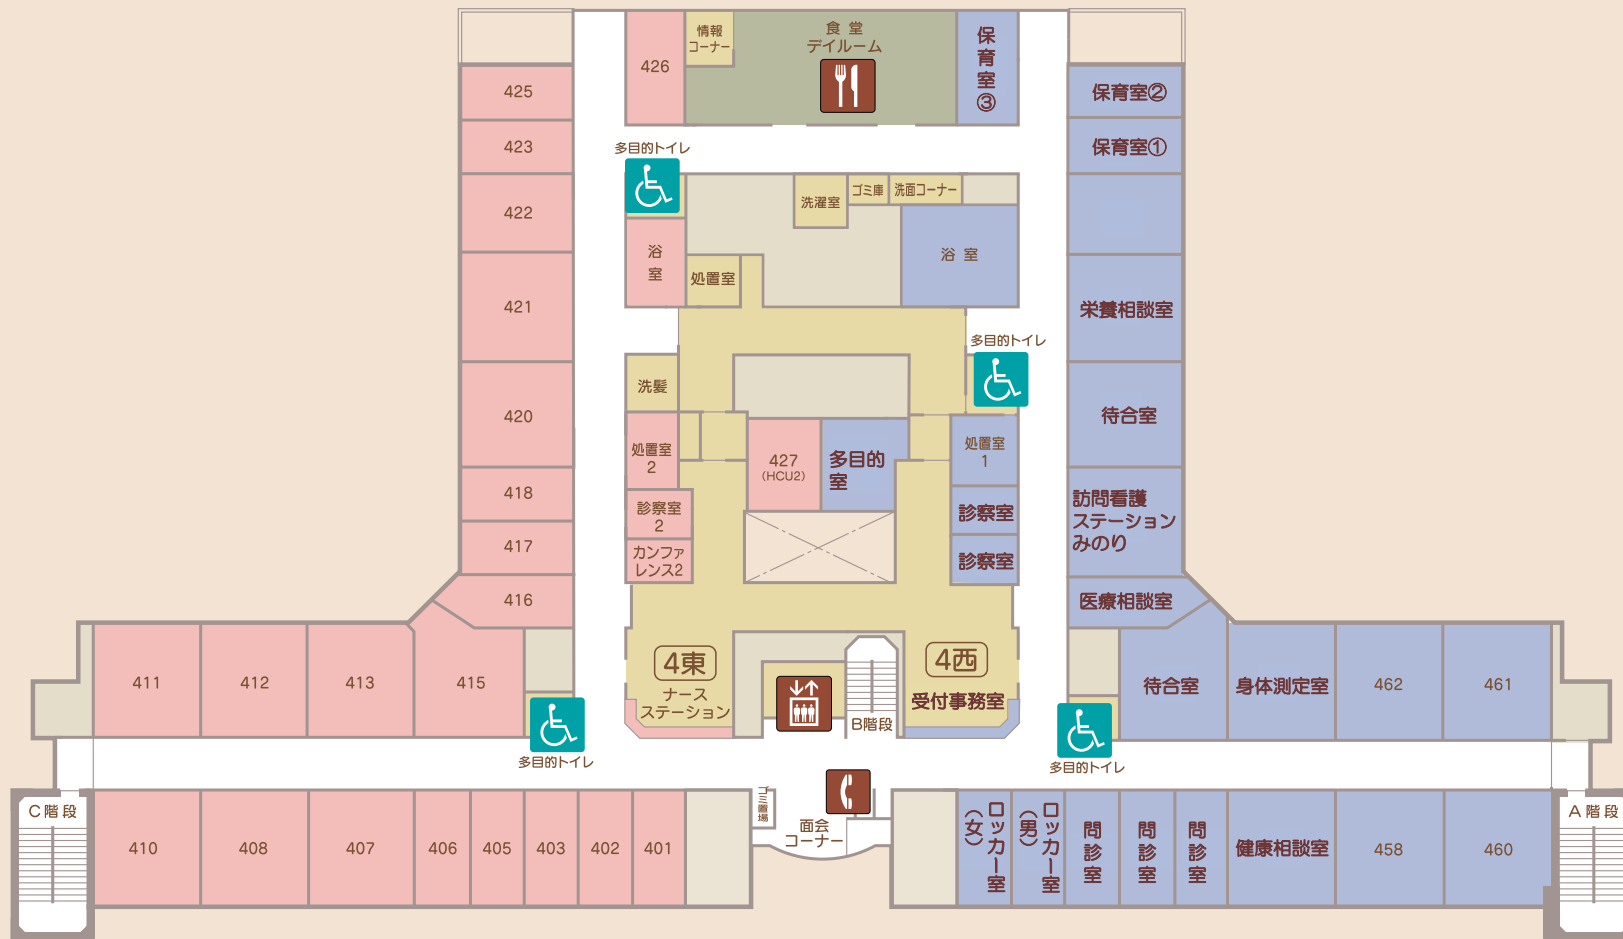 426
情報
コーナー
食 堂
デイルーム
保育室③
425
423
422
421
420
418
417
416
保育室②
保育室①
栄養相談室
待合室
訪問看護
ステーション
みのり
医療相談室
多目的トイレ
浴室
処置室
洗濯室
ゴミ庫
洗面コーナー
浴 室
多目的トイレ
洗髪
処置室
2
診察室
2
カンファ
レンス2
427
(HCU2)
多目的
室
処置室
1
診察室
診察室
4東
ナース
ステーション
B階段
4西
受付事務室
411
412
413
415
多目的トイレ
待合室
身体測定室
462
461
多目的トイレ
C階段
410
408
407
406
405
403
402
401
ゴミ置場
面会
コーナー
ロッカー室
(女)
ロッカー室
(男)
問診室
問診室
問診室
健康相談室
458
460
A階段